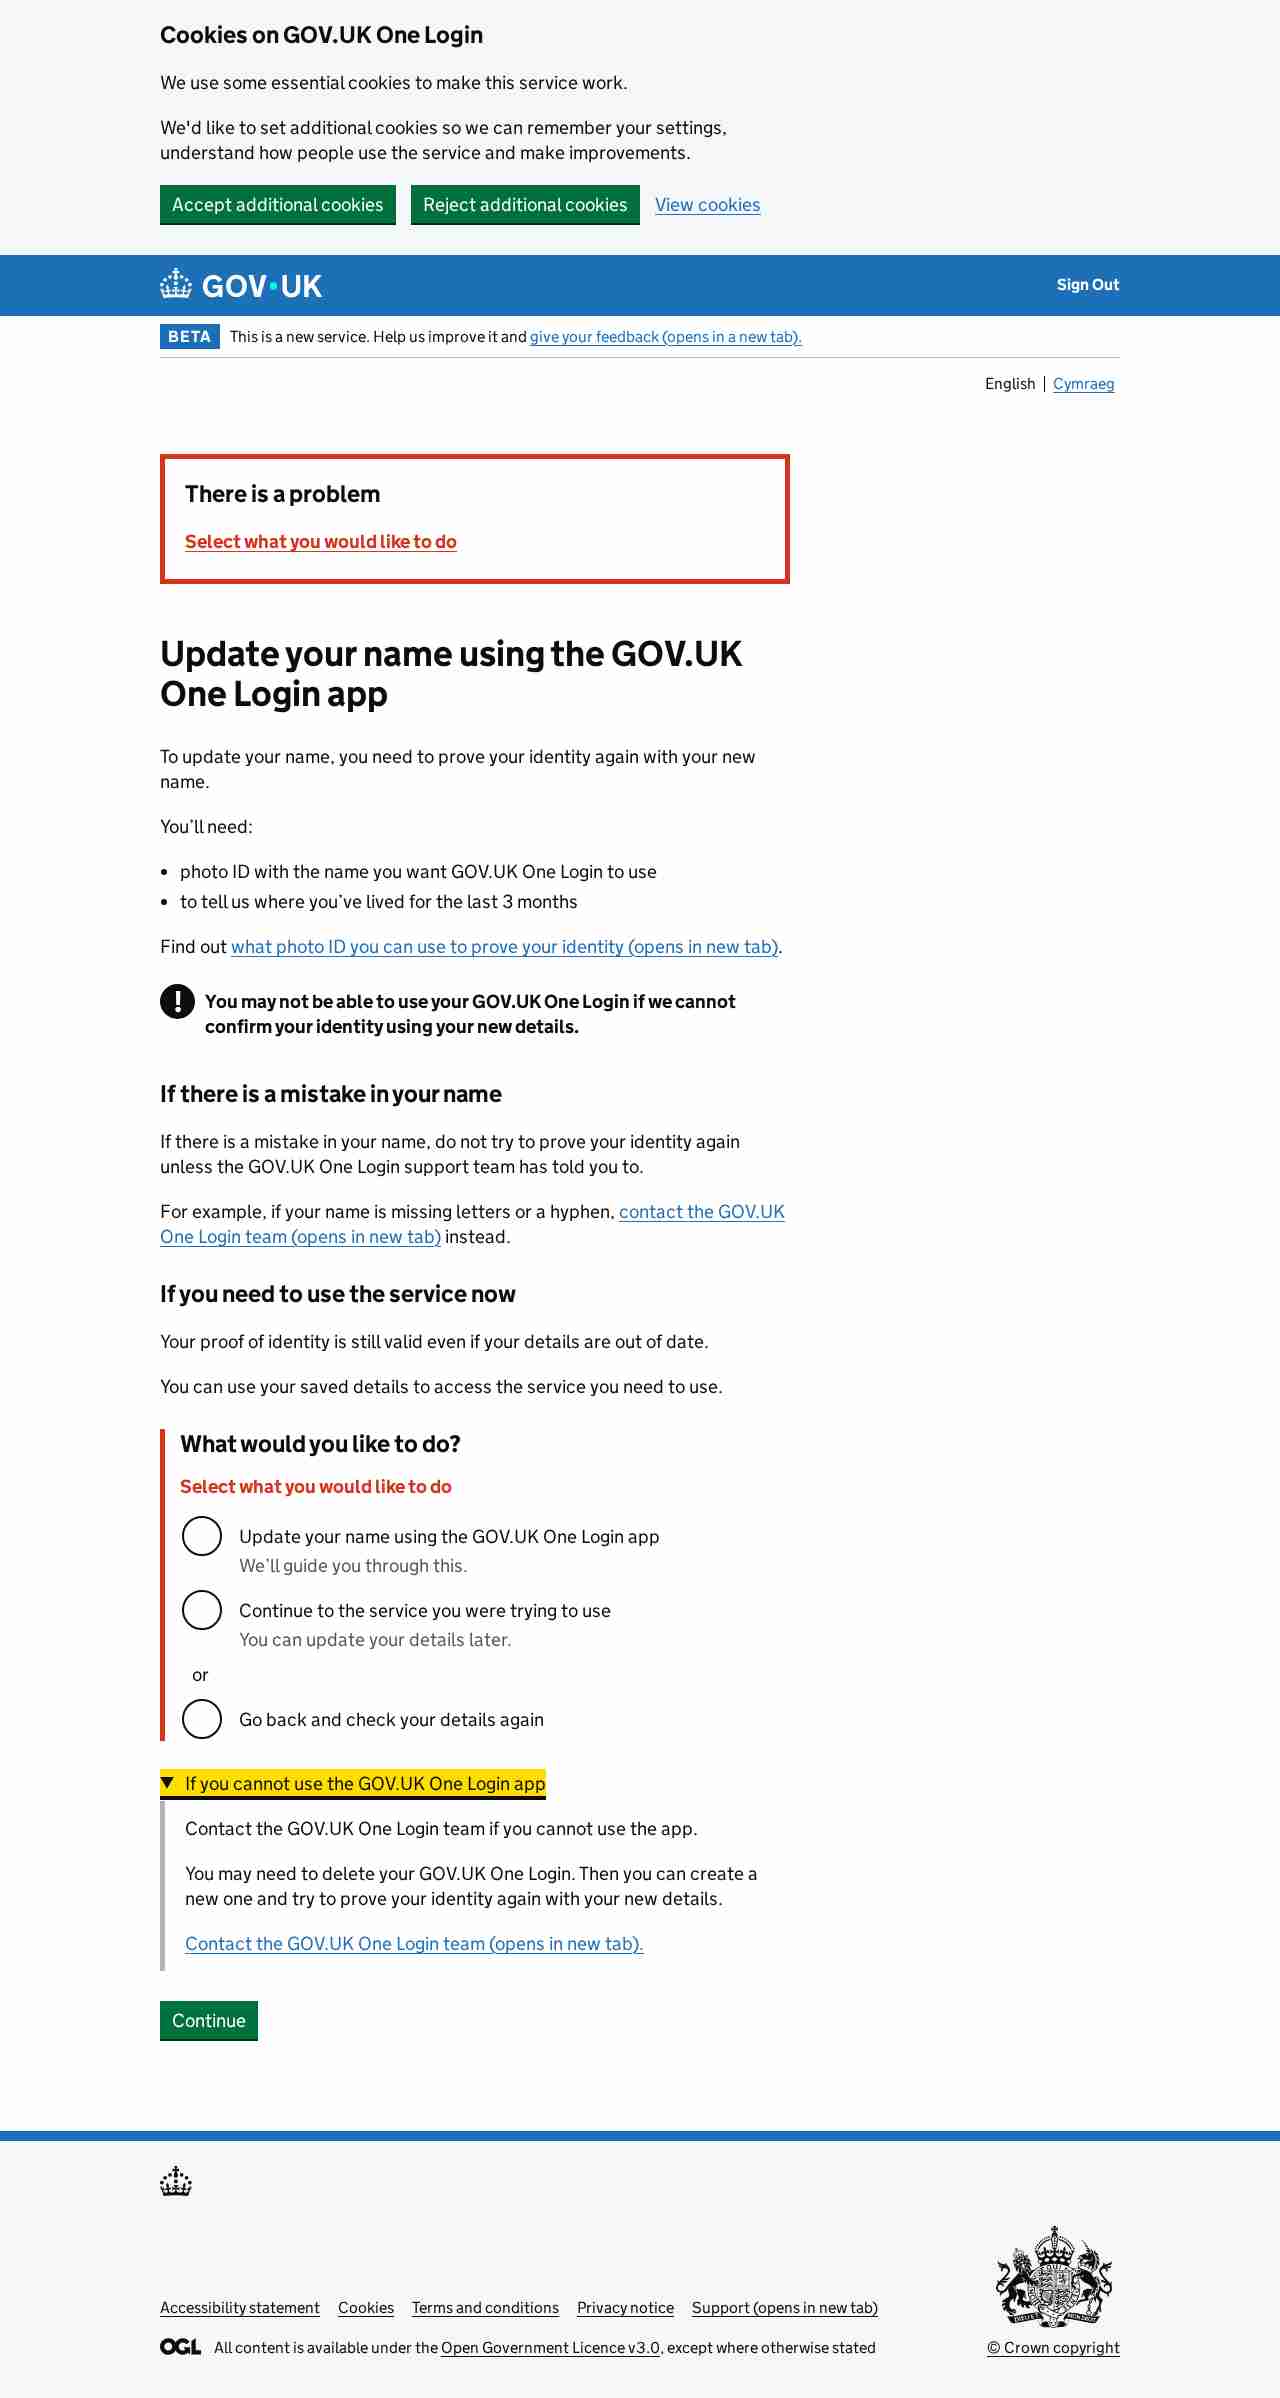 Cookies on GOV.UK One Login
We use some essential cookies to make this service work.
We'd like to set additional cookies so we can remember your settings,
understand how people use the service and make improvements.
Accept additional cookies Reject additional cookies View cookies
GOV·UK Sign Out
BETA This is a new service. Help us improve it and give your feedback (opens in a new tab).
English Cymraeg
There is a problem
Select what you would like to do
Update your name using the GOV.UK
One Login app
To update your name, you need to prove your identity again with your new
name.
You’ll need:
• photo ID with the name you want GOV.UK One Login to use
• to tell us where you’ve lived for the last 3 months
Find out what photo ID you can use to prove your identity (opens in new tab).
! You may not be able to use your GOV.UK One Login if we cannot
confirm your identity using your new details.
If there is a mistake in your name
If there is a mistake in your name, do not try to prove your identity again
unless the GOV.UK One Login support team has told you to.
For example, if your name is missing letters or a hyphen, contact the GOV.UK
One Login team (opens in new tab) instead.
If you need to use the service now
Your proof of identity is still valid even if your details are out of date.
You can use your saved details to access the service you need to use.
What would you like to do?
Select what you would like to do
Update your name using the GOV.UK One Login app
We’ll guide you through this.
Continue to the service you were trying to use
You can update your details later.
or
Go back and check your details again
If you cannot use the GOV.UK One Login app
Contact the GOV.UK One Login team if you cannot use the app.
You may need to delete your GOV.UK One Login. Then you can create a
new one and try to prove your identity again with your new details.
Contact the GOV.UK One Login team (opens in new tab).
Continue
Accessibility statement Cookies Terms and conditions Privacy notice Support (opens in new tab)
OGL All content is available under the Open Government Licence v3.0, except where otherwise stated
© Crown copyright